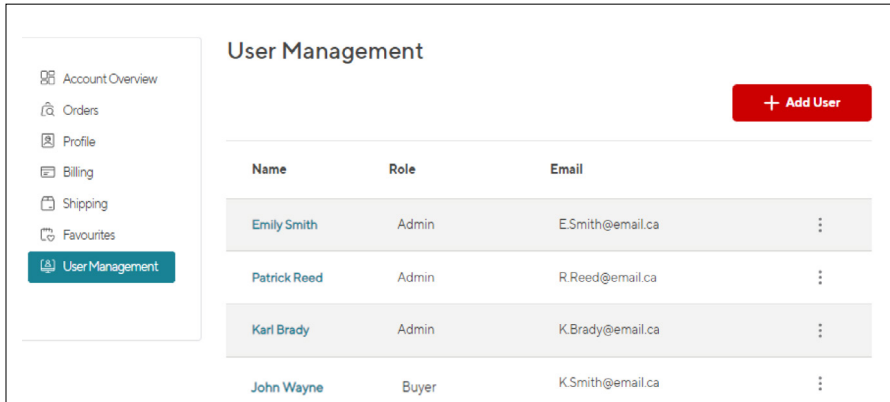 User Management
Account Overview
Orders
Profile
Billing
Shipping
Favourites
User Management
+ Add User
Name Role Email
Emily Smith Admin E.Smith@email.ca
Patrick Reed Admin R.Reed@email.ca
Karl Brady Admin K.Brady@email.ca
John Wayne Buyer K.Smith@email.ca